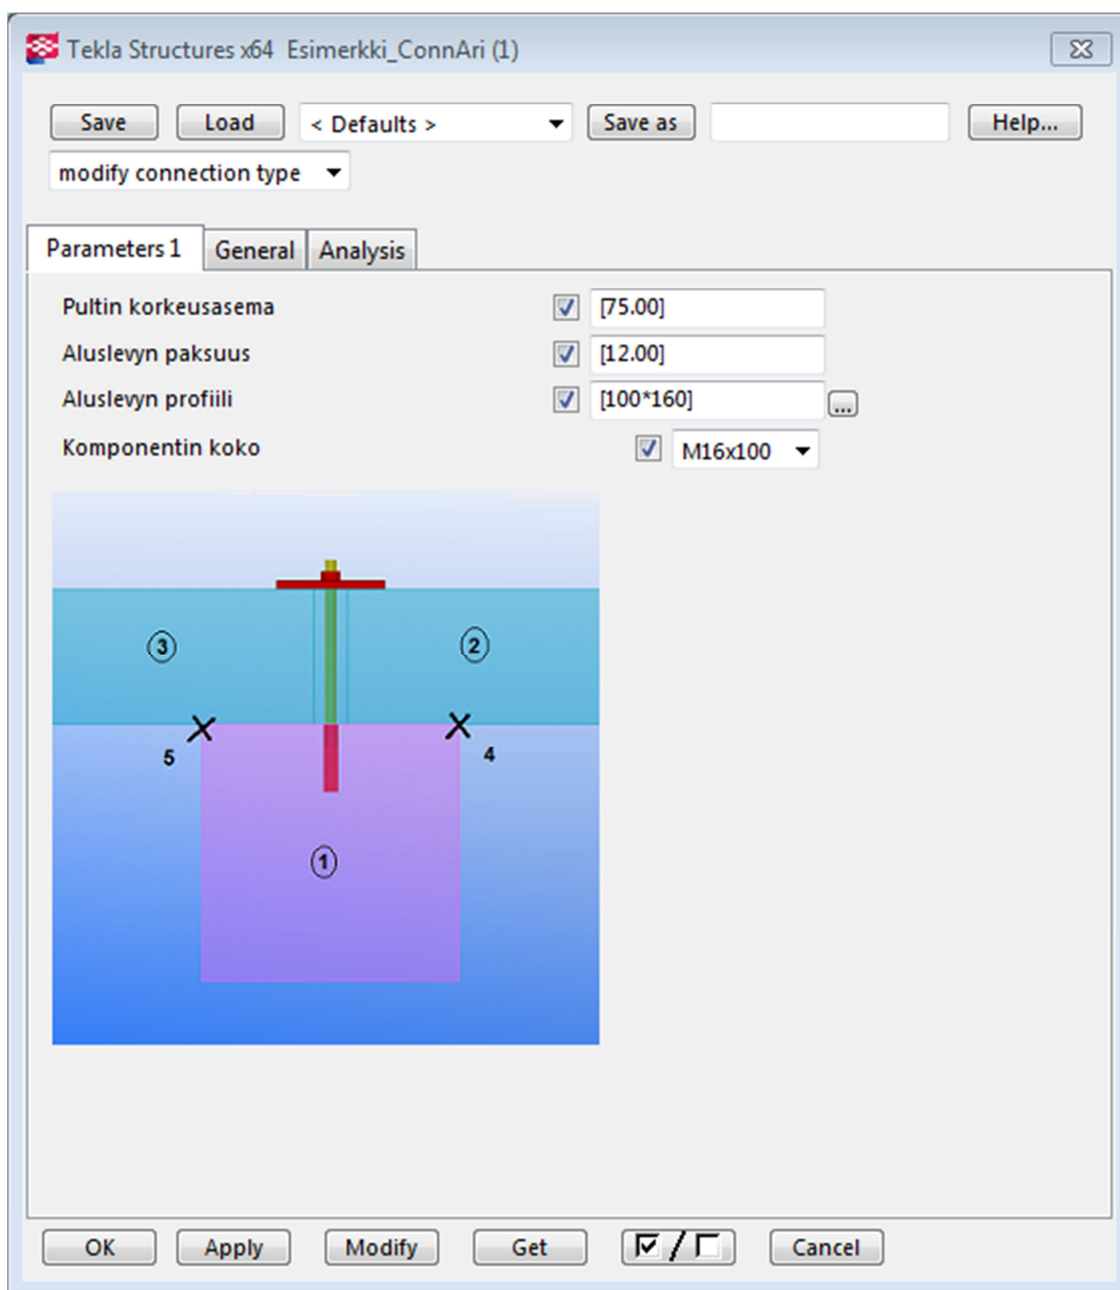 Tekla Structures x64 Esimerkki_ConnAri (1)
Save Load < Defaults > Save as Help...
modify connection type
Parameters 1 General Analysis
Pultin korkeusasema [75.00]
Aluslevyn paksuus [12.00]
Aluslevyn profiili [100*160] ...
Komponentin koko M16x100
3 2
5 4
1
OK Apply Modify Get / Cancel